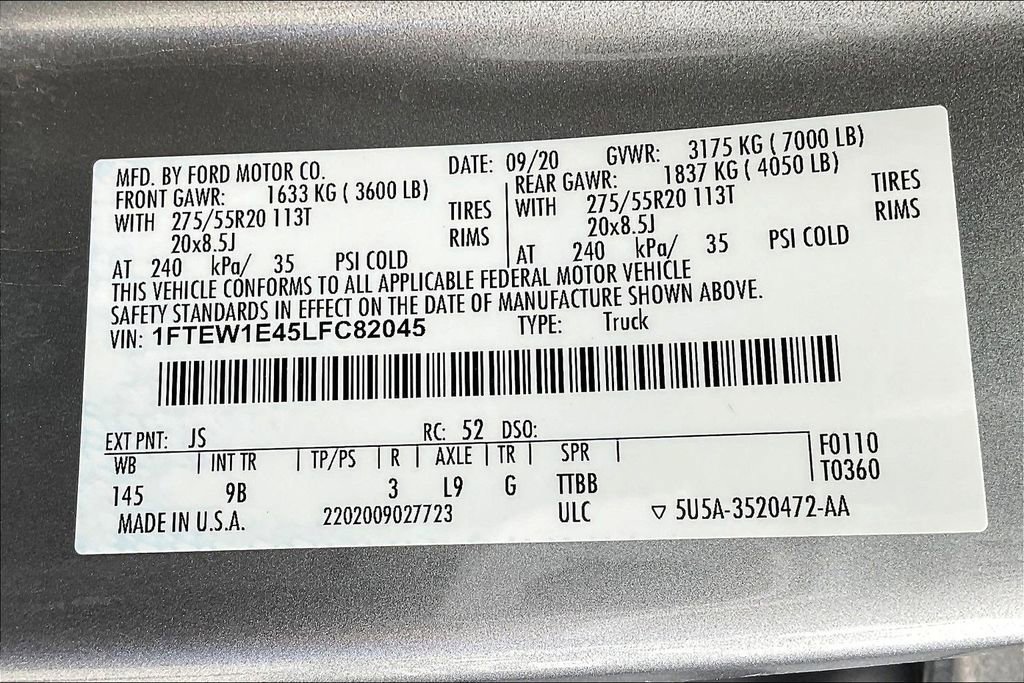 MFD. BY FORD MOTOR CO. DATE: 09/20 GVWR: 3175 KG ( 7000 LB)
FRONT GAWR: 1633 KG ( 3600 LB) REAR GAWR: 1837 KG ( 4050 LB)
WITH 275/55R20 113T TIRES WITH 275/55R20 113T TIRES
20x8.5J RIMS 20x8.5J RIMS
AT 240 kPa/ 35 PSI COLD AT 240 kPa/ 35 PSI COLD
THIS VEHICLE CONFORMS TO ALL APPLICABLE FEDERAL MOTOR VEHICLE
SAFETY STANDARDS IN EFFECT ON THE DATE OF MANUFACTURE SHOWN ABOVE.
VIN: 1FTEW1E45LFC82045 TYPE: Truck
EXT PNT: JS RC: 52 DSO:
WB | INT TR | TP/PS | R | AXLE | TR | SPR | F0110
T0360
145 9B 3 L9 G TTBB
MADE IN U.S.A. 2202009027723 ULC ▽ 5U5A-3520472-AA